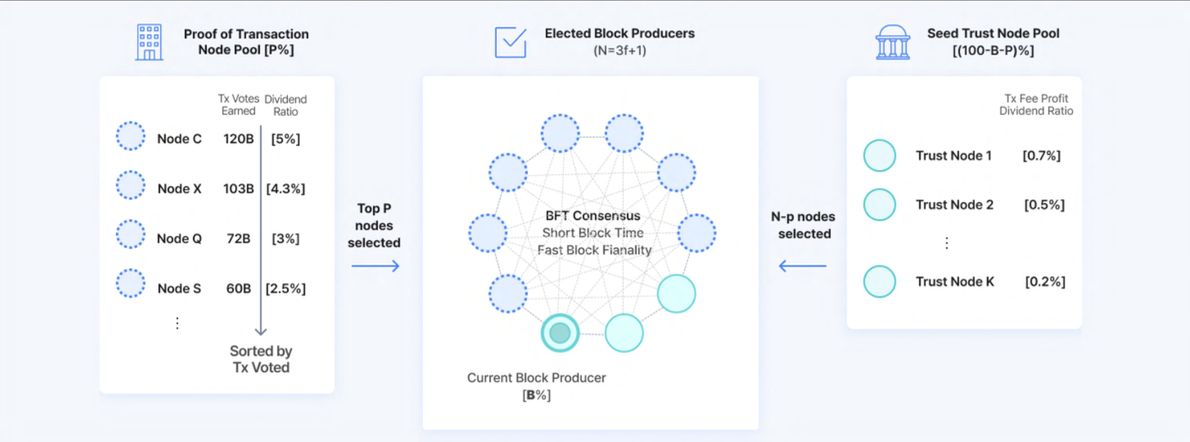 Proof of Transaction
Node Pool [P%]
Tx Votes Earned
Dividend Ratio
Node C 120B [5%]
Node X 103B [4.3%]
Node Q 72B [3%]
Node S 60B [2.5%]
⋮
Sorted by
Tx Voted
Top P
nodes
selected
Elected Block Producers
(N=3f+1)
BFT Consensus
Short Block Time
Fast Block Fianality
Current Block Producer
[B%]
N-p nodes
selected
Seed Trust Node Pool
[(100-B-P)%]
Tx Fee Profit
Dividend Ratio
Trust Node 1 [0.7%]
Trust Node 2 [0.5%]
⋮
Trust Node K [0.2%]